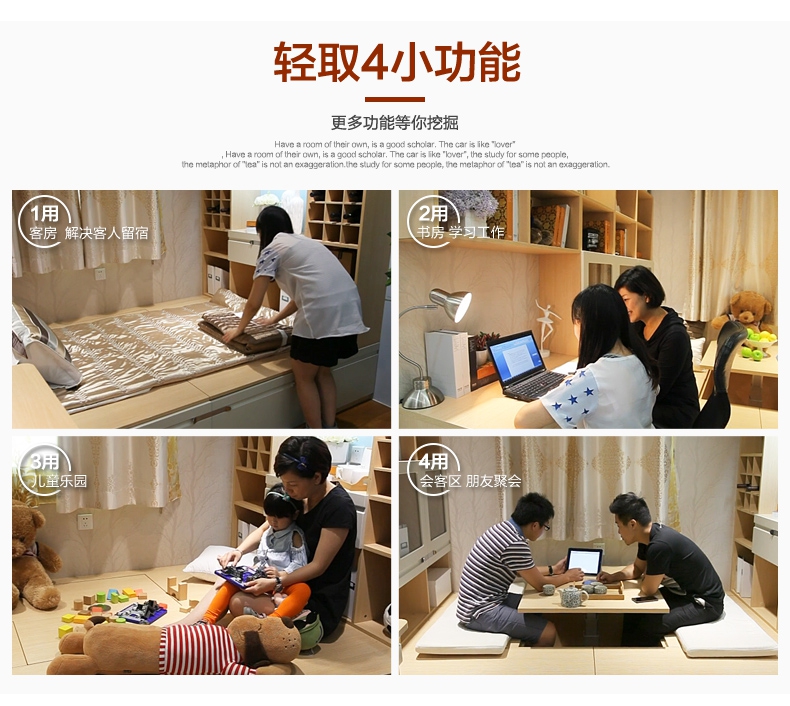 轻取4小功能
更多功能等你挖掘
Have a room of their own, is a good scholar. The car is like "lover"
, Have a room of their own, is a good scholar. The car is like "lover", the study for some people,
the metaphor of "tea" is not an exaggeration.the study for some people, the metaphor of "tea" is not an exaggeration.
1用
客房 解决客人留宿
2用
书房 学习工作
3用
儿童乐园
4用
会客区 朋友聚会